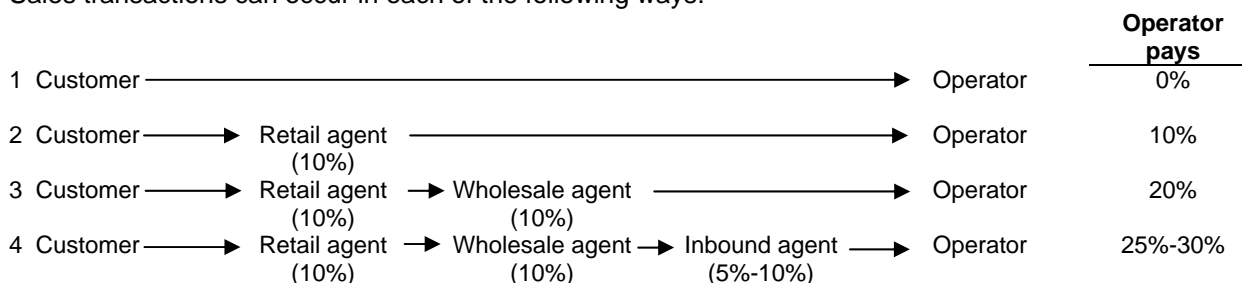 Sales transactions can occur in each of the following ways:
Operator
pays
1 Customer Operator 0%
2 Customer Retail agent Operator 10%
(10%)
3 Customer Retail agent Wholesale agent Operator 20%
(10%) (10%)
4 Customer Retail agent Wholesale agent Inbound agent Operator 25%-30%
(10%) (10%) (5%-10%)